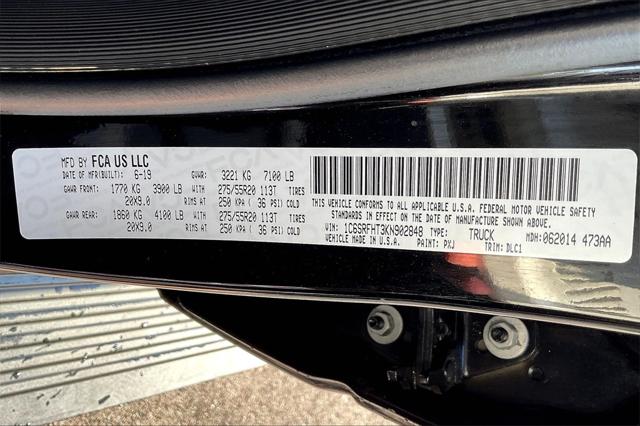 MFD BY FCA US LLC
DATE OF MFR(BUILT): 6-19 GVWR: 3221 KG 7100 LB
GAWR FRONT: 1770 KG 3900 LB WITH 275/55R20 113T TIRES
20X9.0 RIMS AT 250 KPA ( 36 PSI) COLD
GAWR REAR: 1860 KG 4100 LB WITH 275/55R20 113T TIRES
20X9.0 RIMS AT 250 KPA ( 36 PSI) COLD
THIS VEHICLE CONFORMS TO ALL APPLICABLE U.S.A. FEDERAL MOTOR VEHICLE SAFETY
STANDARDS IN EFFECT ON THE DATE OF MANUFACTURE SHOWN ABOVE.
VIN: 1C6SRFHT3KN902848 TYPE: TRUCK MDH: 062014 473AA
VEHICLE MADE IN U.S.A. PAINT: PXJ TRIM: DLC1